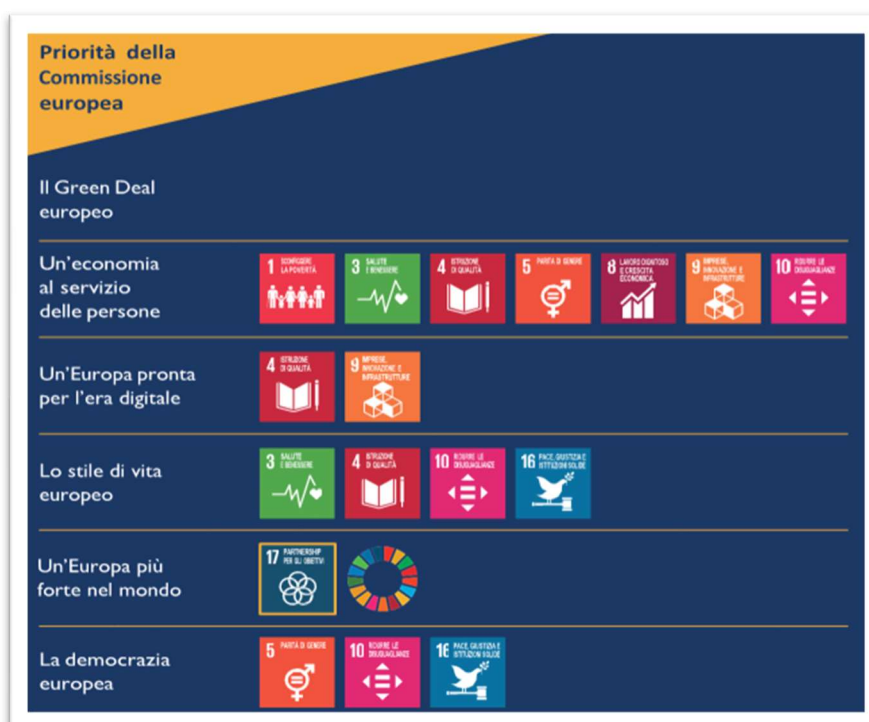 Priorità della
Commissione
europea
Il Green Deal
europeo
Un'economia
al servizio
delle persone
1 SCONFIGGERE
LA POVERTÀ
3 SALUTE
E BENESSERE
4 ISTRUZIONE
DI QUALITÀ
5 PARITÀ DI GENERE
8 LAVORO DIGNITOSO
E CRESCITA
ECONOMICA
9 IMPRESE,
INNOVAZIONE E
INFRASTRUTTURE
10 RIDURRE LE
DISUGUAGLIANZE
Un'Europa pronta
per l'era digitale
4 ISTRUZIONE
DI QUALITÀ
9 IMPRESE,
INNOVAZIONE E
INFRASTRUTTURE
Lo stile di vita
europeo
3 SALUTE
E BENESSERE
4 ISTRUZIONE
DI QUALITÀ
10 RIDURRE LE
DISUGUAGLIANZE
16 PACE, GIUSTIZIA E
ISTITUZIONI SOLIDE
Un'Europa più
forte nel mondo
17 PARTNERSHIP
PER GLI OBIETTIVI
La democrazia
europea
5 PARITÀ DI GENERE
10 RIDURRE LE
DISUGUAGLIANZE
16 PACE, GIUSTIZIA E
ISTITUZIONI SOLIDE